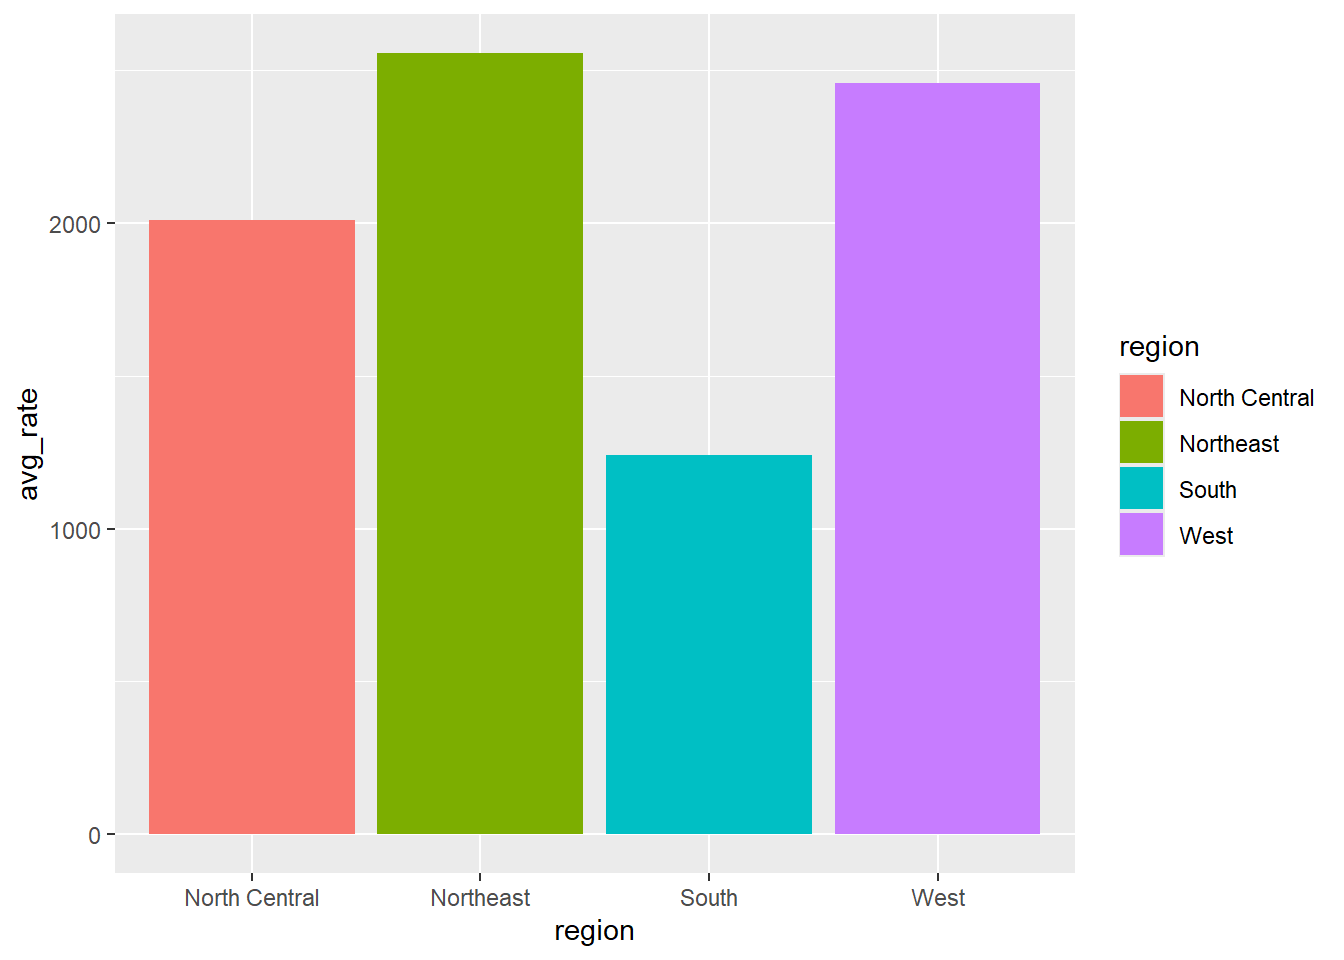 avg_rate
2000
1000
0
North Central
Northeast
South
West
region
region
North Central
Northeast
South
West